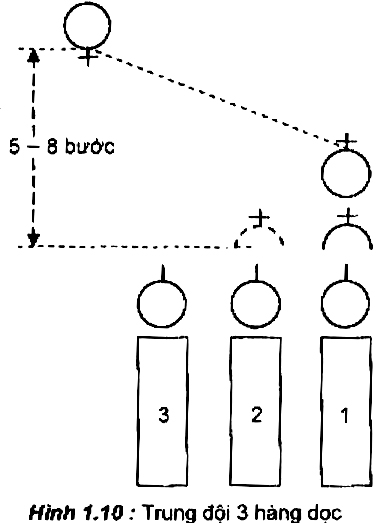 5 – 8 bước
3
2
1
Hình 1.10 : Trung đội 3 hàng dọc